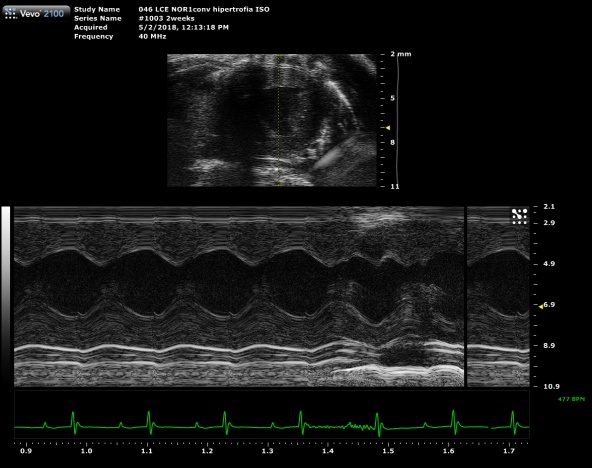 Vevo 2100
Study Name 046 LCE NOR1conv hipertrofia ISO
Series Name #1003 2weeks
Acquired 5/2/2018, 12:13:18 PM
Frequency 40 MHz
2 mm
5
8
11
2.1
2.9
4.9
6.9
8.9
10.9
477 BPM
0.9 1.0 1.1 1.2 1.3 1.4 1.5 1.6 1.7